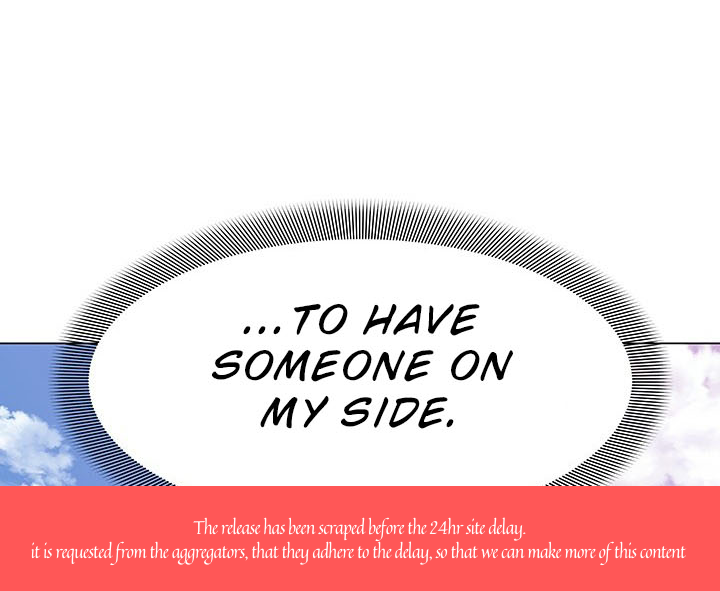 ...TO HAVE
SOMEONE ON
MY SIDE.
The release has been scraped before the 24hr site delay.
it is requested from the aggregators, that they adhere to the delay, so that we can make more of this content